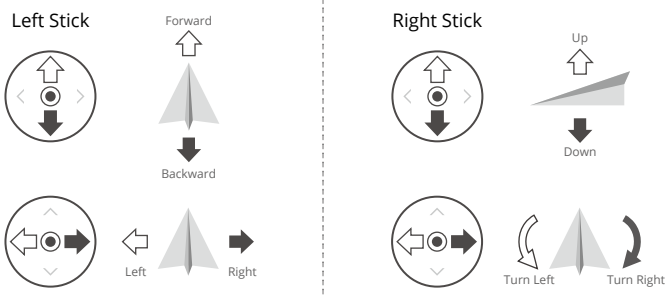 Left Stick
Forward
Backward
Left
Right
Right Stick
Up
Down
Turn Left
Turn Right